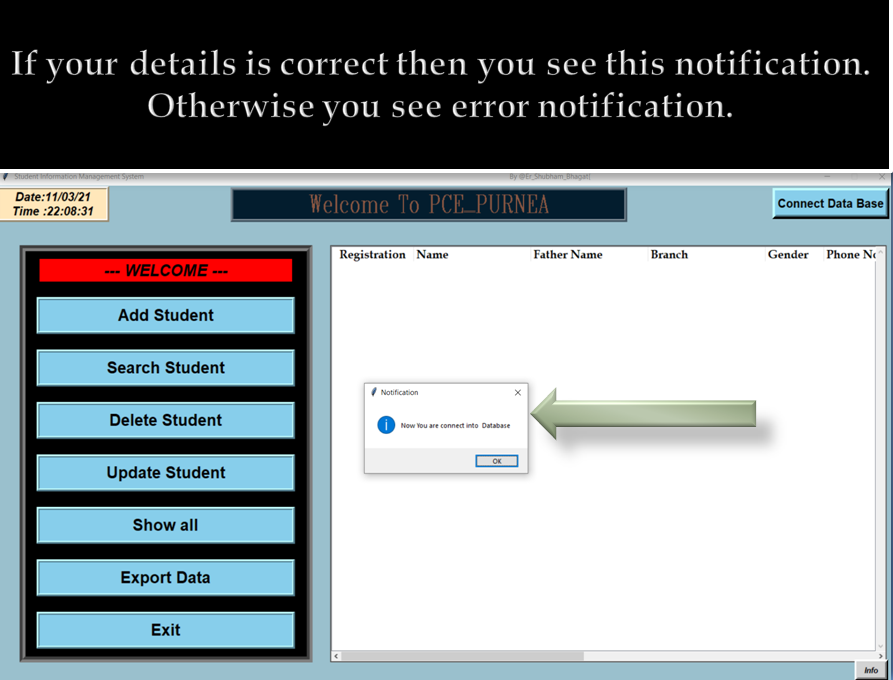 If your details is correct then you see this notification.
Otherwise you see error notification.
Student Information Management System
By @Er_Shubham_Bhagat|
Date:11/03/21
Time :22:08:31
Welcome To PCE_PURNEA
Connect Data Base
--- WELCOME ---
Add Student
Search Student
Delete Student
Update Student
Show all
Export Data
Exit
Registration Name Father Name Branch Gender Phone No
Notification
Now You are connect into Database
OK
Info